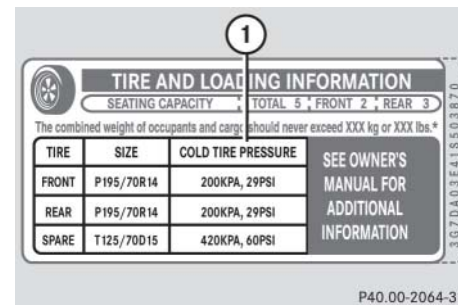 1
TIRE AND LOADING INFORMATION
SEATING CAPACITY TOTAL 5 FRONT 2 REAR 3
The combined weight of occupants and cargo should never exceed XXX kg or XXX lbs.*
TIRE SIZE COLD TIRE PRESSURE SEE OWNER'S
FRONT P195/70R14 200KPA, 29PSI MANUAL FOR
REAR P195/70R14 200KPA, 29PSI ADDITIONAL
SPARE T125/70D15 420KPA, 60PSI INFORMATION
3G7DA03E41S503870
P40.00-2064-3